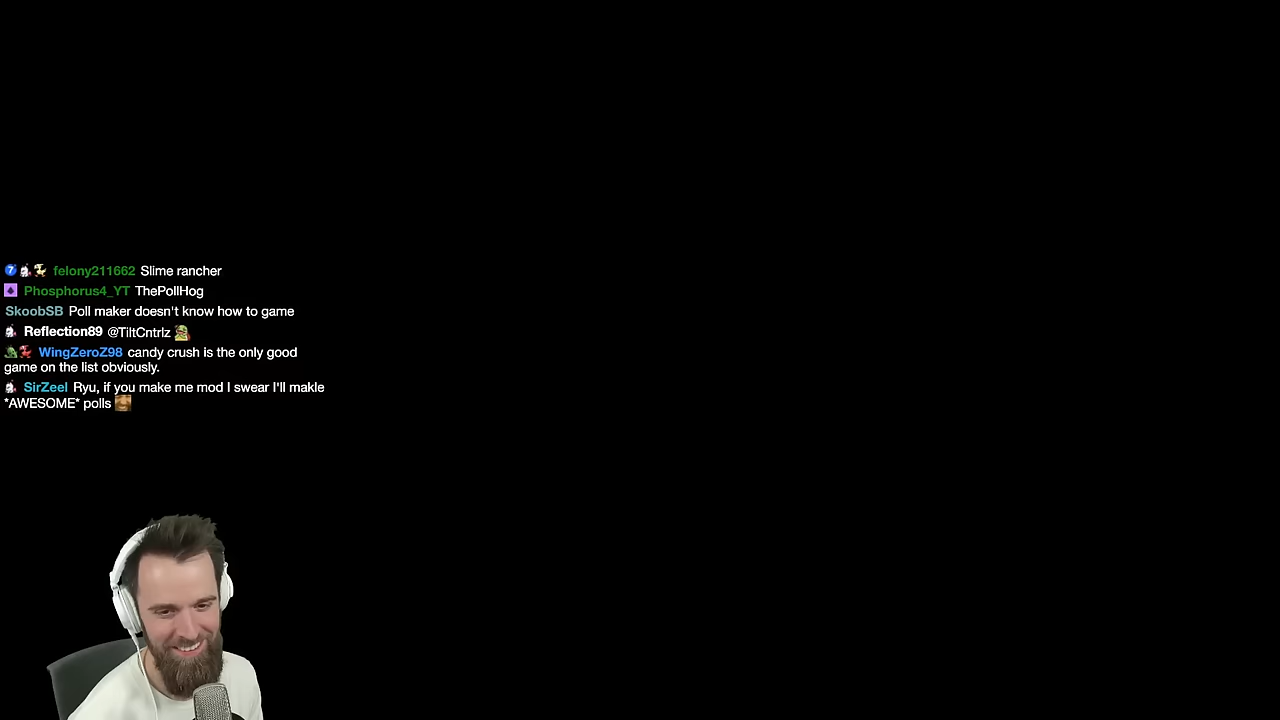 7 felony211662 Slime rancher
Phosphorus4_YT ThePollHog
SkoobSB Poll maker doesn't know how to game
Reflection89 @TiltCntrlz
WingZeroZ98 candy crush is the only good
game on the list obviously.
SirZeel Ryu, if you make me mod I swear I'll makle
*AWESOME* polls